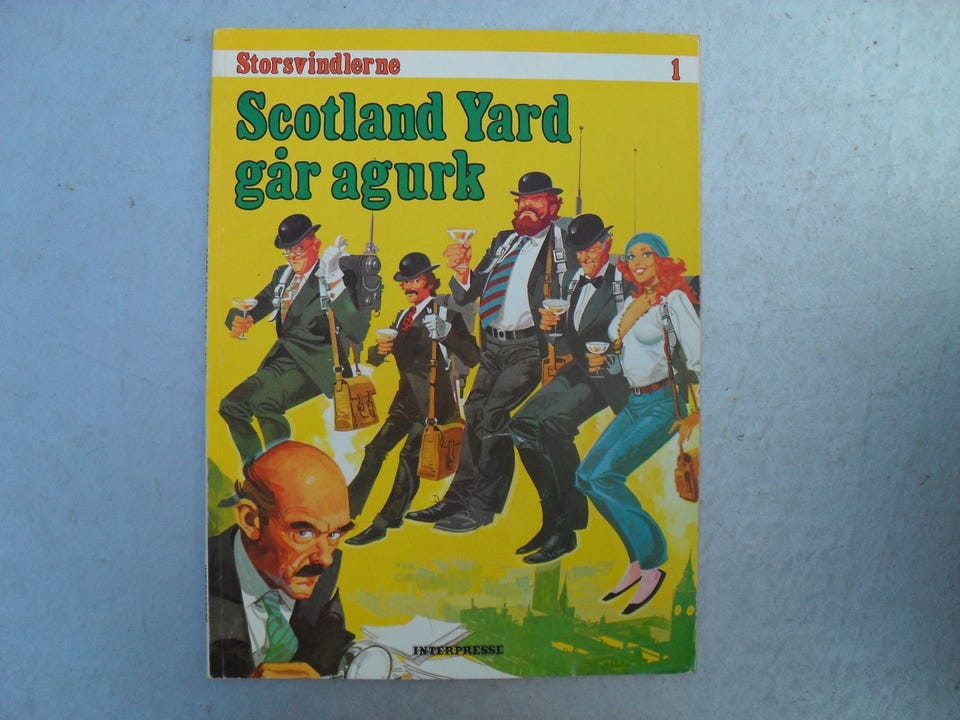 Storsvindlerne 1
Scotland Yard
går agurk
INTERPRESSE